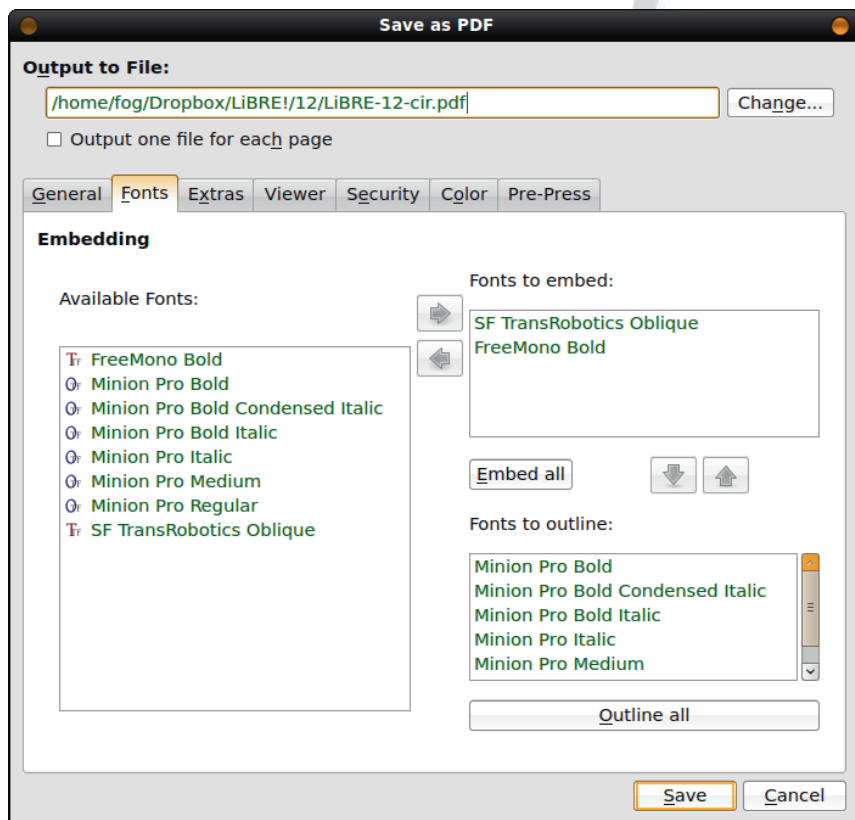 Save as PDF
Output to File:
/home/fog/Dropbox/LiBRE!/12/LiBRE-12-cir.pdf
Change...
Output one file for each page
General Fonts Extras Viewer Security Color Pre-Press
Embedding
Available Fonts:
FreeMono Bold
Minion Pro Bold
Minion Pro Bold Condensed Italic
Minion Pro Bold Italic
Minion Pro Italic
Minion Pro Medium
Minion Pro Regular
SF TransRobotics Oblique
Fonts to embed:
SF TransRobotics Oblique
FreeMono Bold
Embed all
Fonts to outline:
Minion Pro Bold
Minion Pro Bold Condensed Italic
Minion Pro Bold Italic
Minion Pro Italic
Minion Pro Medium
Outline all
Save Cancel